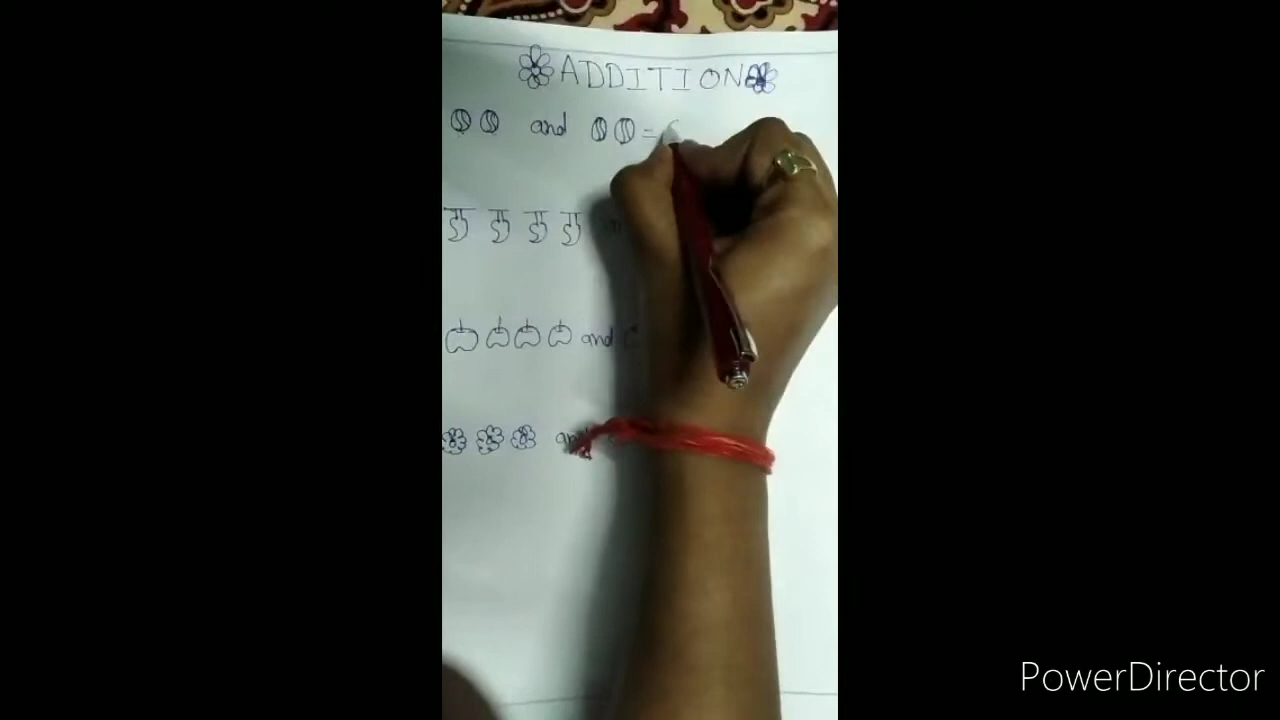 ADDITION
and =
and
and
PowerDirector